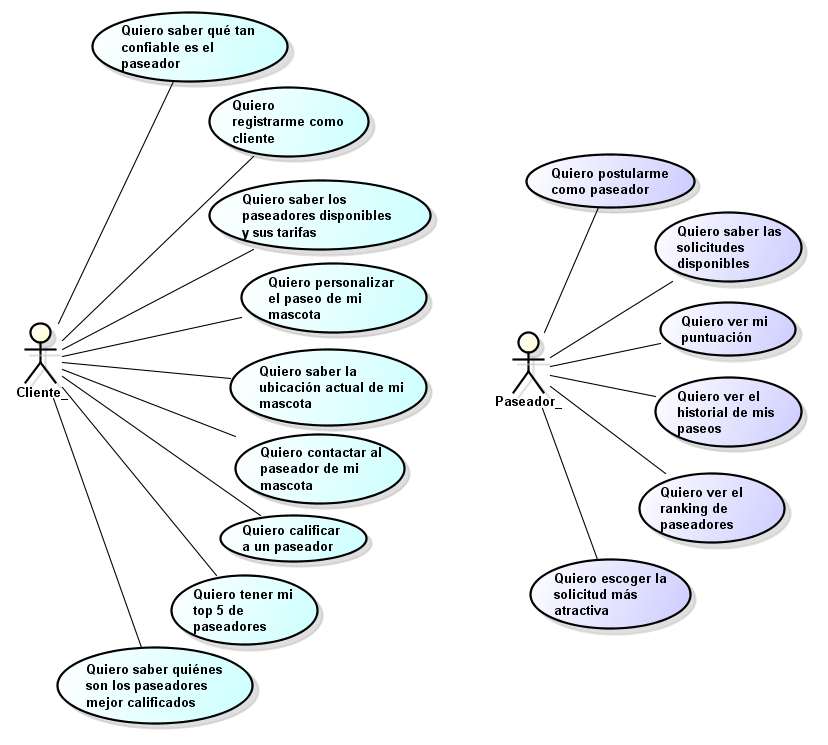 Quiero saber qué tan
confiable es el
paseador
Quiero
registrarme como
cliente
Quiero saber los
paseadores disponibles
y sus tarifas
Quiero personalizar
el paseo de mi
mascota
Quiero saber la
ubicación actual de mi
mascota
Quiero contactar al
paseador de mi
mascota
Quiero calificar
a un paseador
Quiero tener mi
top 5 de
paseadores
Quiero saber quiénes
son los paseadores
mejor calificados
Cliente_
Quiero postularme
como paseador
Quiero saber las
solicitudes
disponibles
Quiero ver mi
puntuación
Quiero ver el
historial de mis
paseos
Quiero ver el
ranking de
paseadores
Quiero escoger la
solicitud más
atractiva
Paseador_